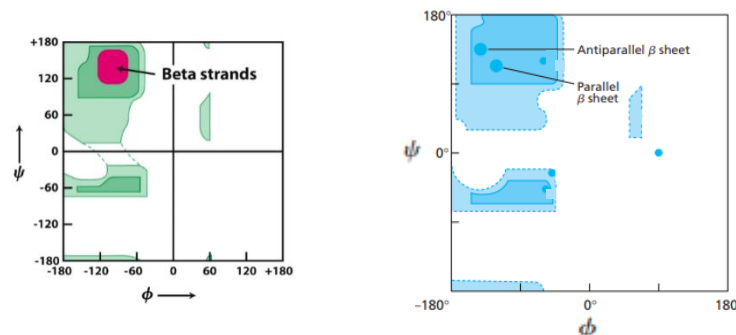 +180
120
60
0
-60
-120
-180
ψ
Beta strands
-180 -120 -60 0 60 120 +180
ϕ
180°
0°
ψ
Antiparallel β sheet
Parallel
β sheet
-180° 0° 180°
ϕ